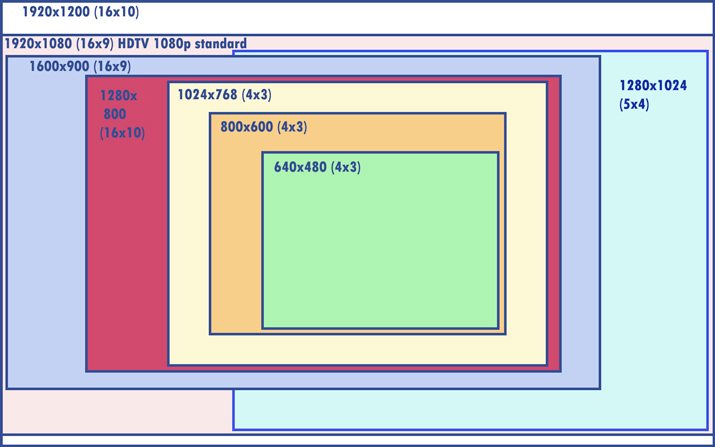 1920x1200 (16x10)
1920x1080 (16x9) HDTV 1080p standard
1600x900 (16x9)
1280x1024
(5x4)
1280x
800
(16x10)
1024x768 (4x3)
800x600 (4x3)
640x480 (4x3)